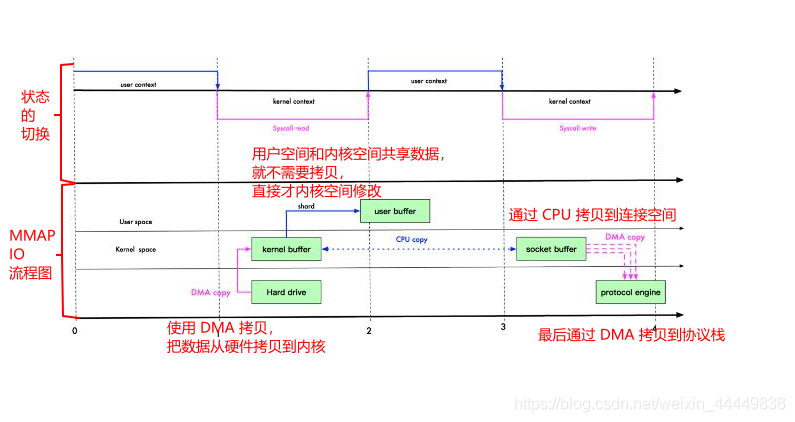 状态
的
切换
user context
user context
kernel context
kernel context
Syscall read
Syscall write
用户空间和内核空间共享数据，
就不需要拷贝，
直接才内核空间修改
MMAP
IO
流程图
shard
user buffer
User space
通过 CPU 拷贝到连接空间
Kernel space
kernel buffer
CPU copy
socket buffer
DMA copy
DMA copy
Hard drive
protocol engine
0
1
2
3
4
使用 DMA 拷贝，
把数据从硬件拷贝到内核
最后通过 DMA 拷贝到协议栈
https://blog.csdn.net/weixin_44449838